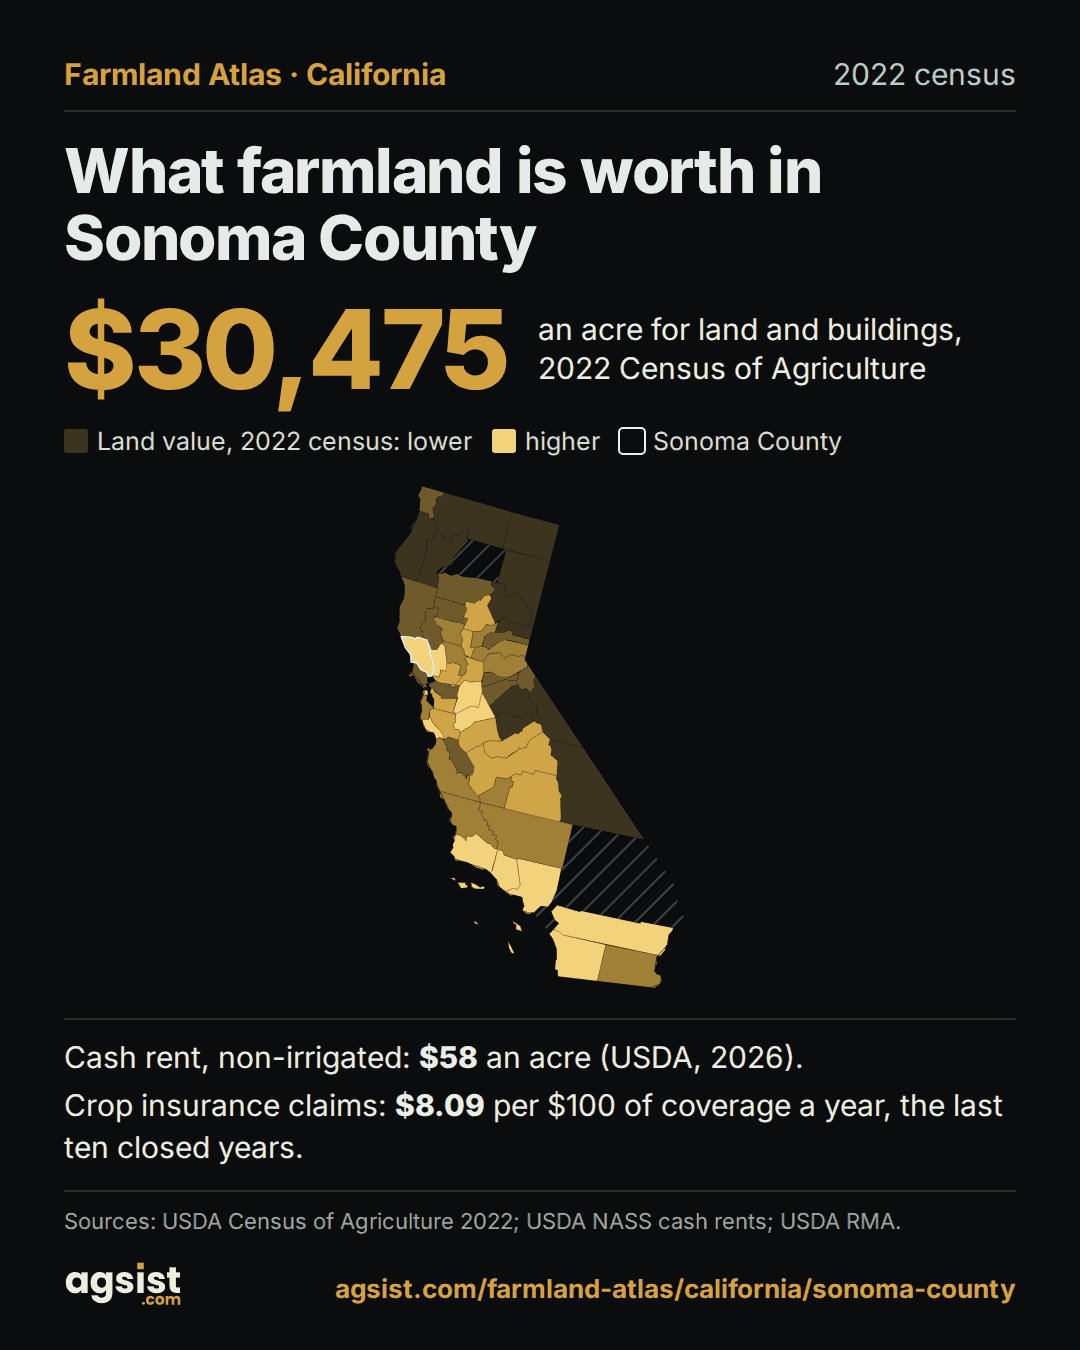 Farmland Atlas · California
2022 census
What farmland is worth in
Sonoma County
$30,475
an acre for land and buildings,
2022 Census of Agriculture
Land value, 2022 census: lower
higher
Sonoma County
Cash rent, non-irrigated: $58 an acre (USDA, 2026).
Crop insurance claims: $8.09 per $100 of coverage a year, the last
ten closed years.
Sources: USDA Census of Agriculture 2022; USDA NASS cash rents; USDA RMA.
agsist
.com
agsist.com/farmland-atlas/california/sonoma-county